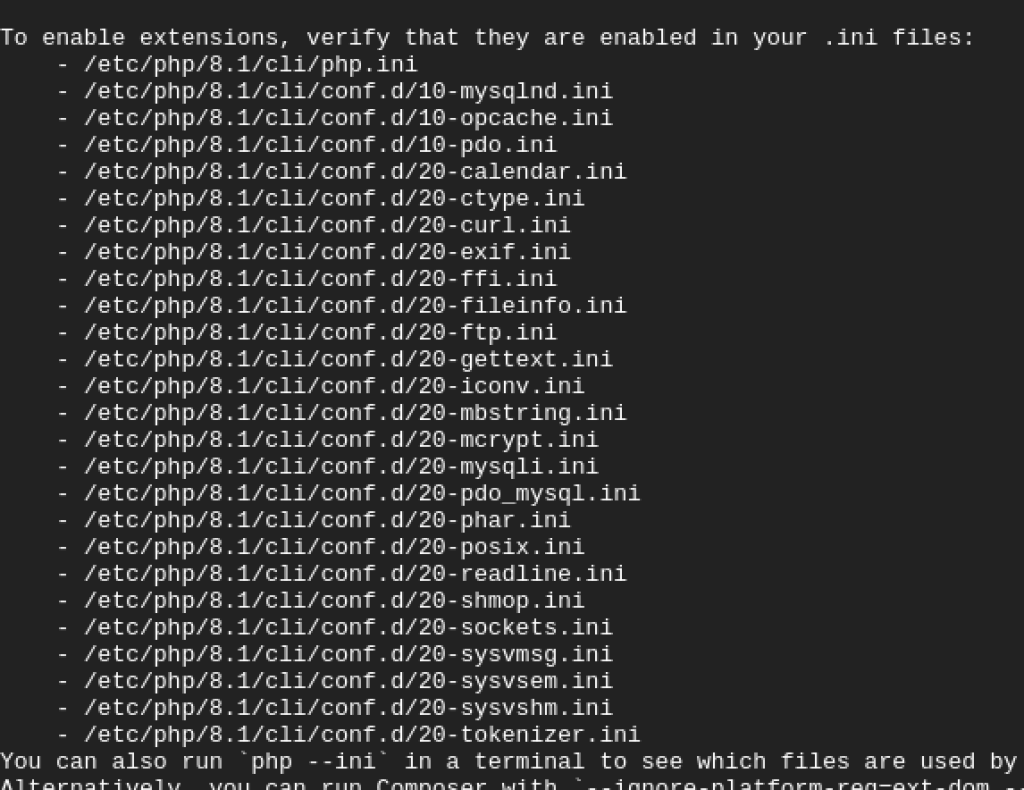 To enable extensions, verify that they are enabled in your .ini files:
    - /etc/php/8.1/cli/php.ini
    - /etc/php/8.1/cli/conf.d/10-mysqlnd.ini
    - /etc/php/8.1/cli/conf.d/10-opcache.ini
    - /etc/php/8.1/cli/conf.d/10-pdo.ini
    - /etc/php/8.1/cli/conf.d/20-calendar.ini
    - /etc/php/8.1/cli/conf.d/20-ctype.ini
    - /etc/php/8.1/cli/conf.d/20-curl.ini
    - /etc/php/8.1/cli/conf.d/20-exif.ini
    - /etc/php/8.1/cli/conf.d/20-ffi.ini
    - /etc/php/8.1/cli/conf.d/20-fileinfo.ini
    - /etc/php/8.1/cli/conf.d/20-ftp.ini
    - /etc/php/8.1/cli/conf.d/20-gettext.ini
    - /etc/php/8.1/cli/conf.d/20-iconv.ini
    - /etc/php/8.1/cli/conf.d/20-mbstring.ini
    - /etc/php/8.1/cli/conf.d/20-mcrypt.ini
    - /etc/php/8.1/cli/conf.d/20-mysqli.ini
    - /etc/php/8.1/cli/conf.d/20-pdo_mysql.ini
    - /etc/php/8.1/cli/conf.d/20-phar.ini
    - /etc/php/8.1/cli/conf.d/20-posix.ini
    - /etc/php/8.1/cli/conf.d/20-readline.ini
    - /etc/php/8.1/cli/conf.d/20-shmop.ini
    - /etc/php/8.1/cli/conf.d/20-sockets.ini
    - /etc/php/8.1/cli/conf.d/20-sysvmsg.ini
    - /etc/php/8.1/cli/conf.d/20-sysvsem.ini
    - /etc/php/8.1/cli/conf.d/20-sysvshm.ini
    - /etc/php/8.1/cli/conf.d/20-tokenizer.ini
You can also run `php --ini` in a terminal to see which files are used by
Alternatively, you can run Composer with `--ignore-platform-req=ext-dom --